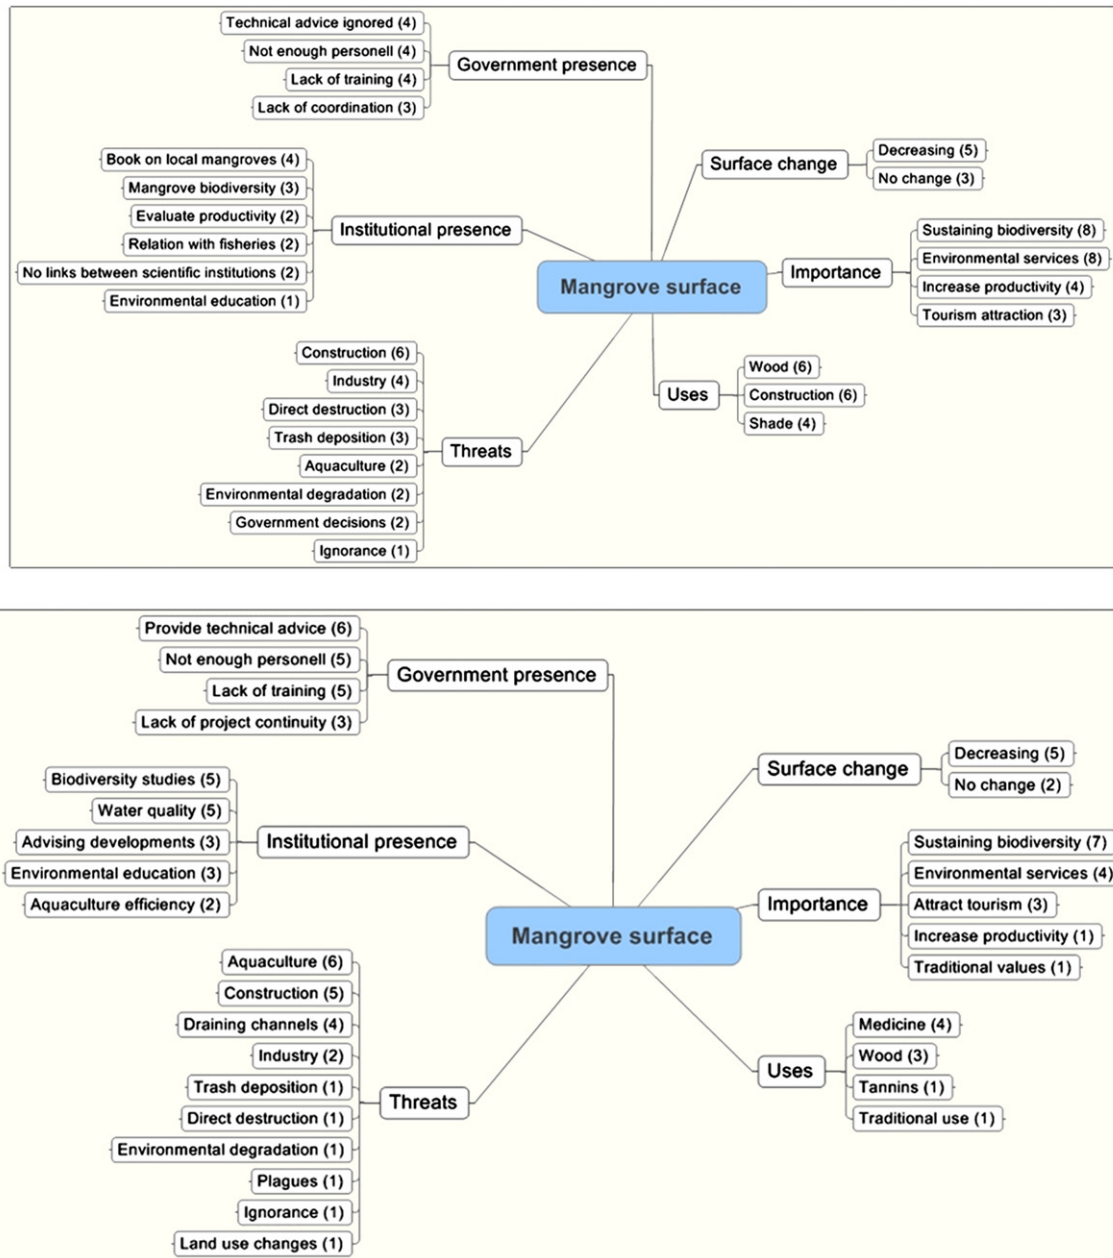 Technical advice ignored (4)
Not enough personell (4)
Lack of training (4)
Lack of coordination (3)
Government presence
Book on local mangroves (4)
Mangrove biodiversity (3)
Evaluate productivity (2)
Relation with fisheries (2)
No links between scientific institutions (2)
Environmental education (1)
Institutional presence
Construction (6)
Industry (4)
Direct destruction (3)
Trash deposition (3)
Aquaculture (2)
Environmental degradation (2)
Government decisions (2)
Ignorance (1)
Threats
Mangrove surface
Surface change
Decreasing (5)
No change (3)
Importance
Sustaining biodiversity (8)
Environmental services (8)
Increase productivity (4)
Tourism attraction (3)
Uses
Wood (6)
Construction (6)
Shade (4)
Provide technical advice (6)
Not enough personell (5)
Lack of training (5)
Lack of project continuity (3)
Government presence
Biodiversity studies (5)
Water quality (5)
Advising developments (3)
Environmental education (3)
Aquaculture efficiency (2)
Institutional presence
Aquaculture (6)
Construction (5)
Draining channels (4)
Industry (2)
Trash deposition (1)
Direct destruction (1)
Environmental degradation (1)
Plagues (1)
Ignorance (1)
Land use changes (1)
Threats
Mangrove surface
Surface change
Decreasing (5)
No change (2)
Importance
Sustaining biodiversity (7)
Environmental services (4)
Attract tourism (3)
Increase productivity (1)
Traditional values (1)
Uses
Medicine (4)
Wood (3)
Tannins (1)
Traditional use (1)